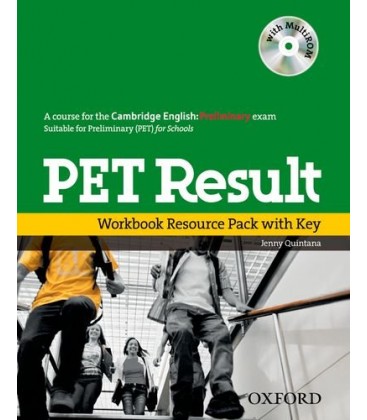 with MultiROM
A course for the Cambridge English: Preliminary exam
Suitable for Preliminary (PET) for Schools
PET Result
Workbook Resource Pack with Key
Jenny Quintana
OXFORD